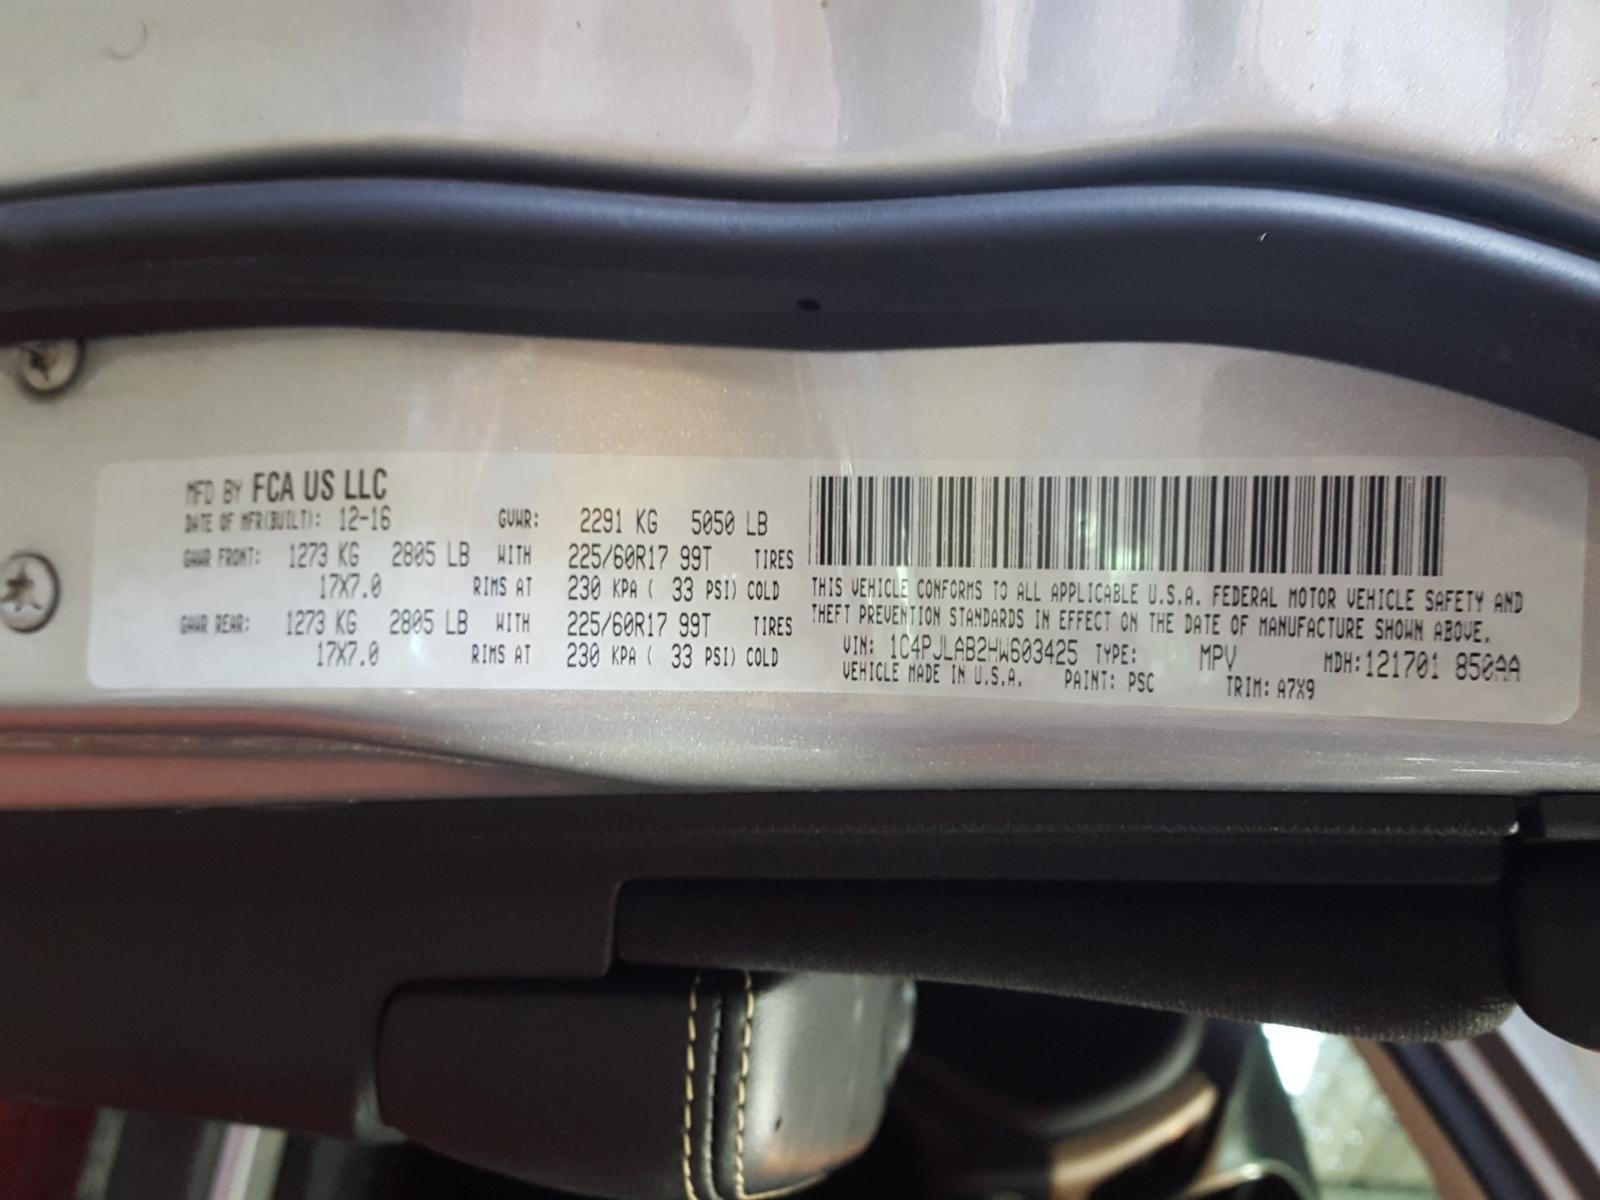 MFD BY FCA US LLC
DATE OF MFR(BUILT): 12-16 GVWR: 2291 KG 5050 LB
GAWR FRONT: 1273 KG 2805 LB WITH 225/60R17 99T TIRES
17X7.0 RIMS AT 230 KPA ( 33 PSI) COLD
GAWR REAR: 1273 KG 2805 LB WITH 225/60R17 99T TIRES
17X7.0 RIMS AT 230 KPA ( 33 PSI) COLD
THIS VEHICLE CONFORMS TO ALL APPLICABLE U.S.A. FEDERAL MOTOR VEHICLE SAFETY AND
THEFT PREVENTION STANDARDS IN EFFECT ON THE DATE OF MANUFACTURE SHOWN ABOVE.
VIN: 1C4PJLAB2HW603425 TYPE: MPV MDH: 121701 850AA
VEHICLE MADE IN U.S.A. PAINT: PSC TRIM: A7X9